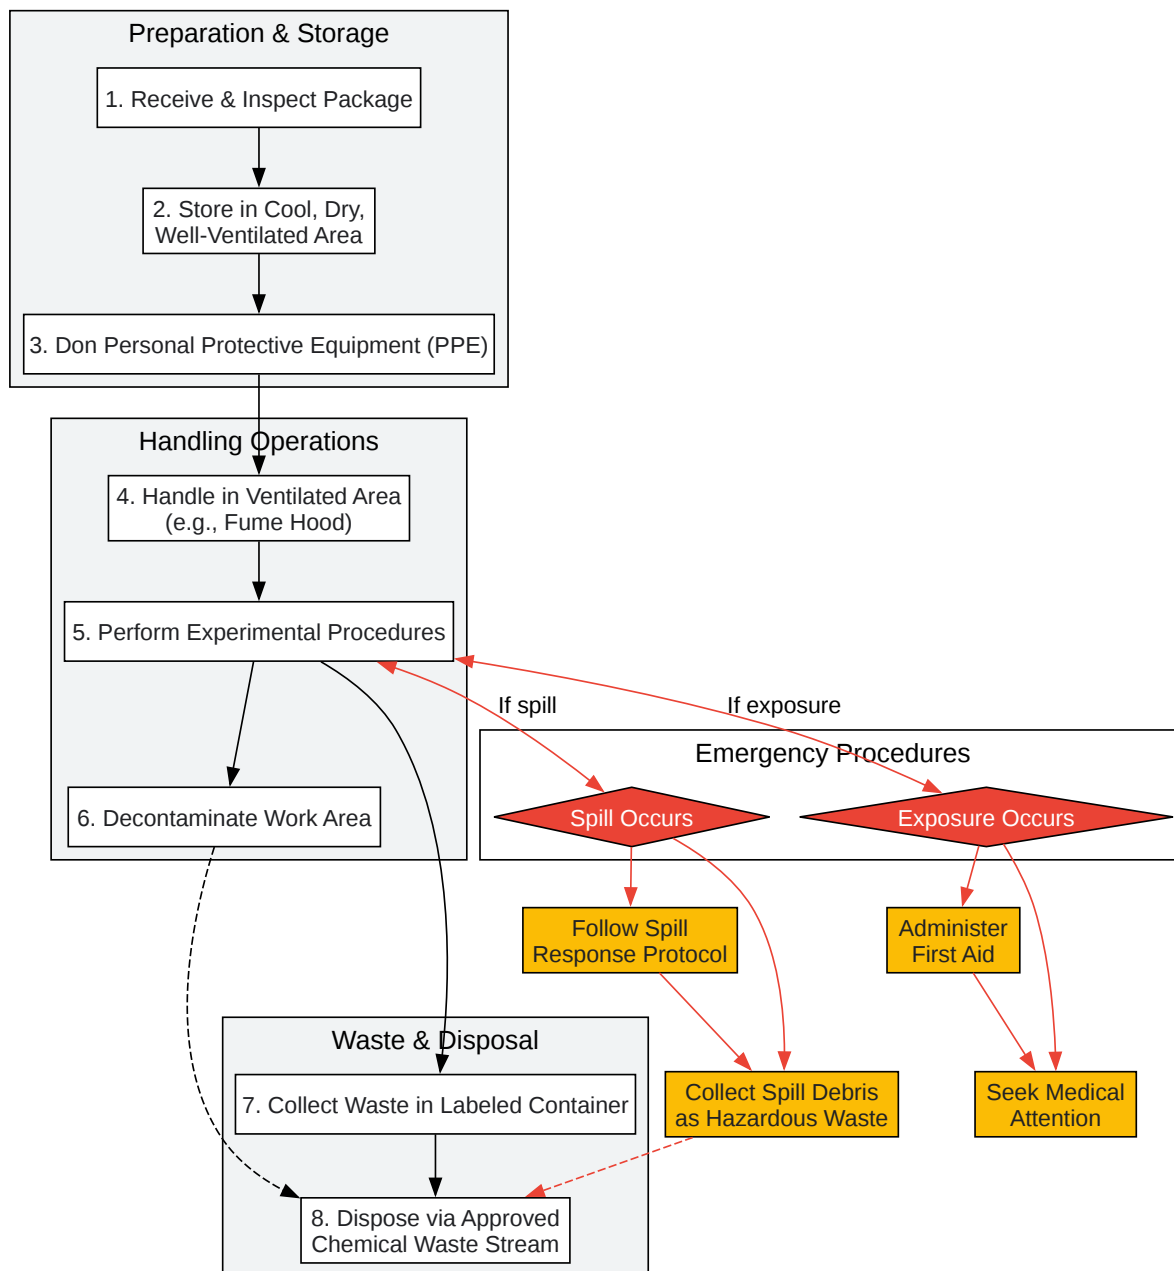 Preparation & Storage
1. Receive & Inspect Package
2. Store in Cool, Dry,
Well-Ventilated Area
3. Don Personal Protective Equipment (PPE)
Handling Operations
4. Handle in Ventilated Area
(e.g., Fume Hood)
5. Perform Experimental Procedures
If spill
If exposure
Emergency Procedures
6. Decontaminate Work Area
Spill Occurs
Exposure Occurs
Follow Spill
Response Protocol
Administer
First Aid
Waste & Disposal
7. Collect Waste in Labeled Container
Collect Spill Debris
as Hazardous Waste
Seek Medical
Attention
8. Dispose via Approved
Chemical Waste Stream